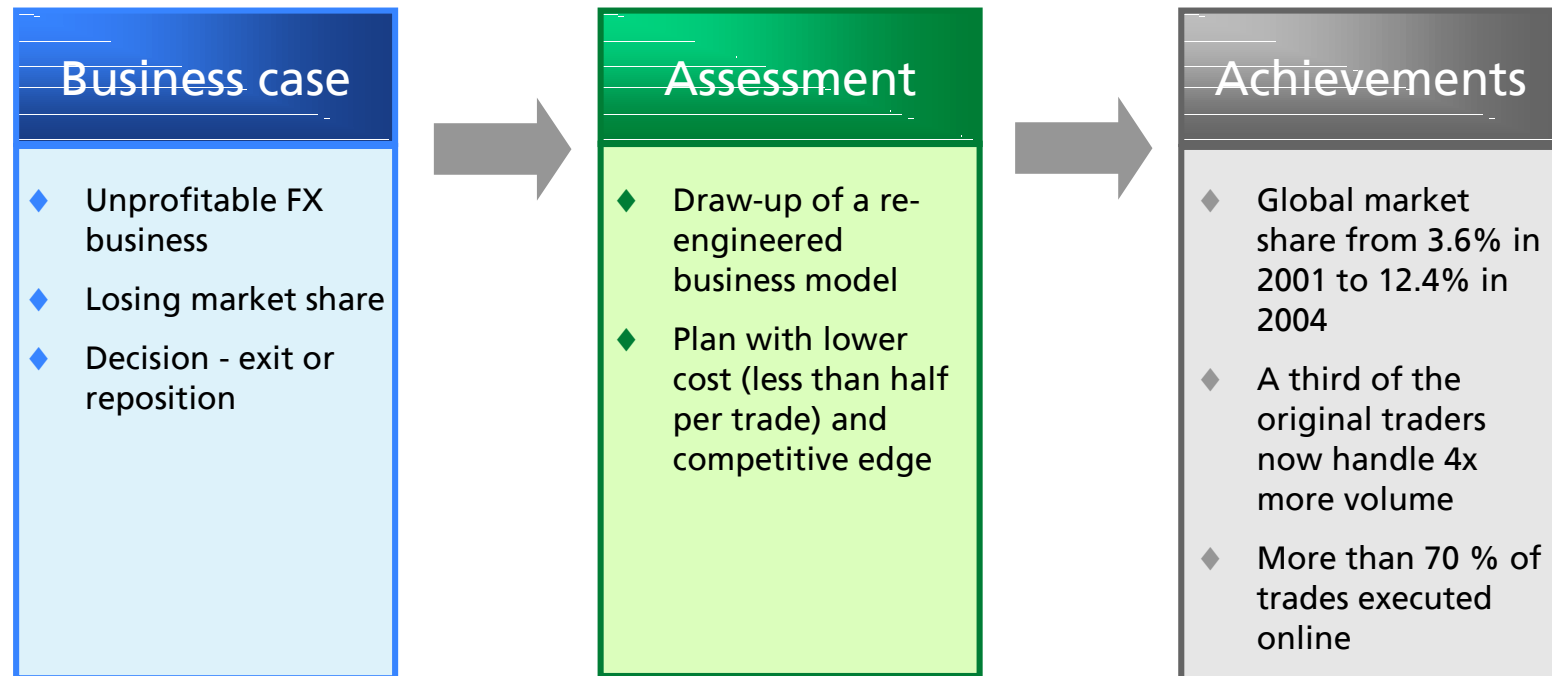 Business case
Unprofitable FX
business
Losing market share
Decision - exit or
reposition
Assessment
Draw-up of a re-
engineered
business model
Plan with lower
cost (less than half
per trade) and
competitive edge
Achievements
Global market
share from 3.6% in
2001 to 12.4% in
2004
A third of the
original traders
now handle 4x
more volume
More than 70 % of
trades executed
online